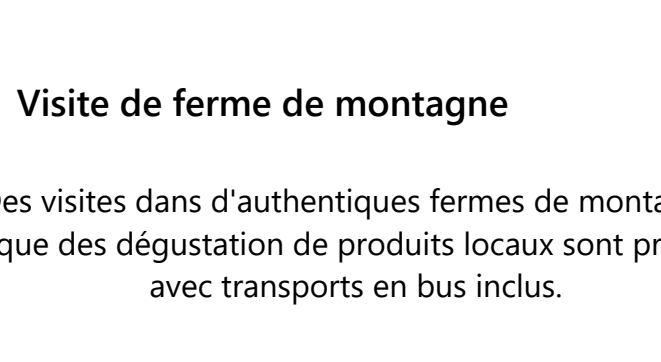 Visite de ferme de montagne
es visites dans d'authentiques fermes de monta
que des dégustation de produits locaux sont pr
avec transports en bus inclus.